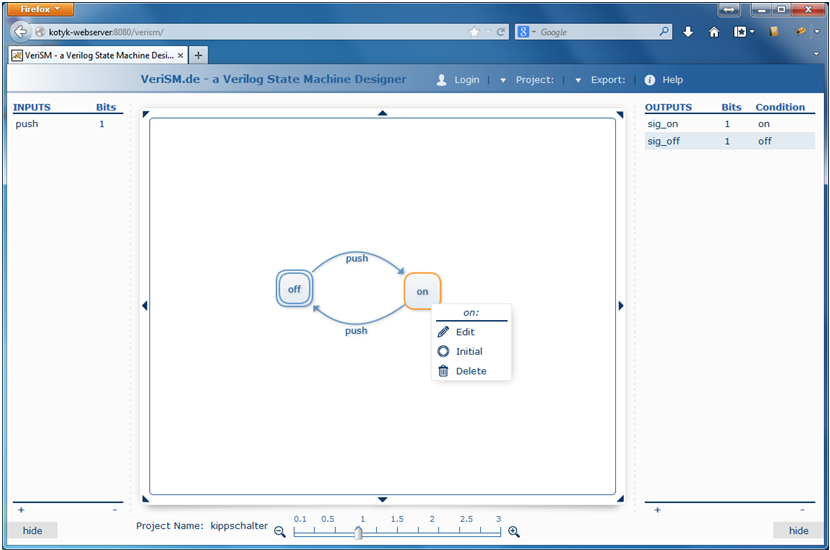 Firefox
kotyk-webserver:8080/verism/
Google
VeriSM.de - a Verilog State Machine Desi...
VeriSM.de - a Verilog State Machine Designer
Login
Project:
Export:
Help
INPUTS Bits
push 1
OUTPUTS Bits Condition
sig_on 1 on
sig_off 1 off
push
off
on
push
on:
Edit
Initial
Delete
+ -
+ -
hide
Project Name: kippschalter
0.1 0.5 1 1.5 2 2.5 3
hide